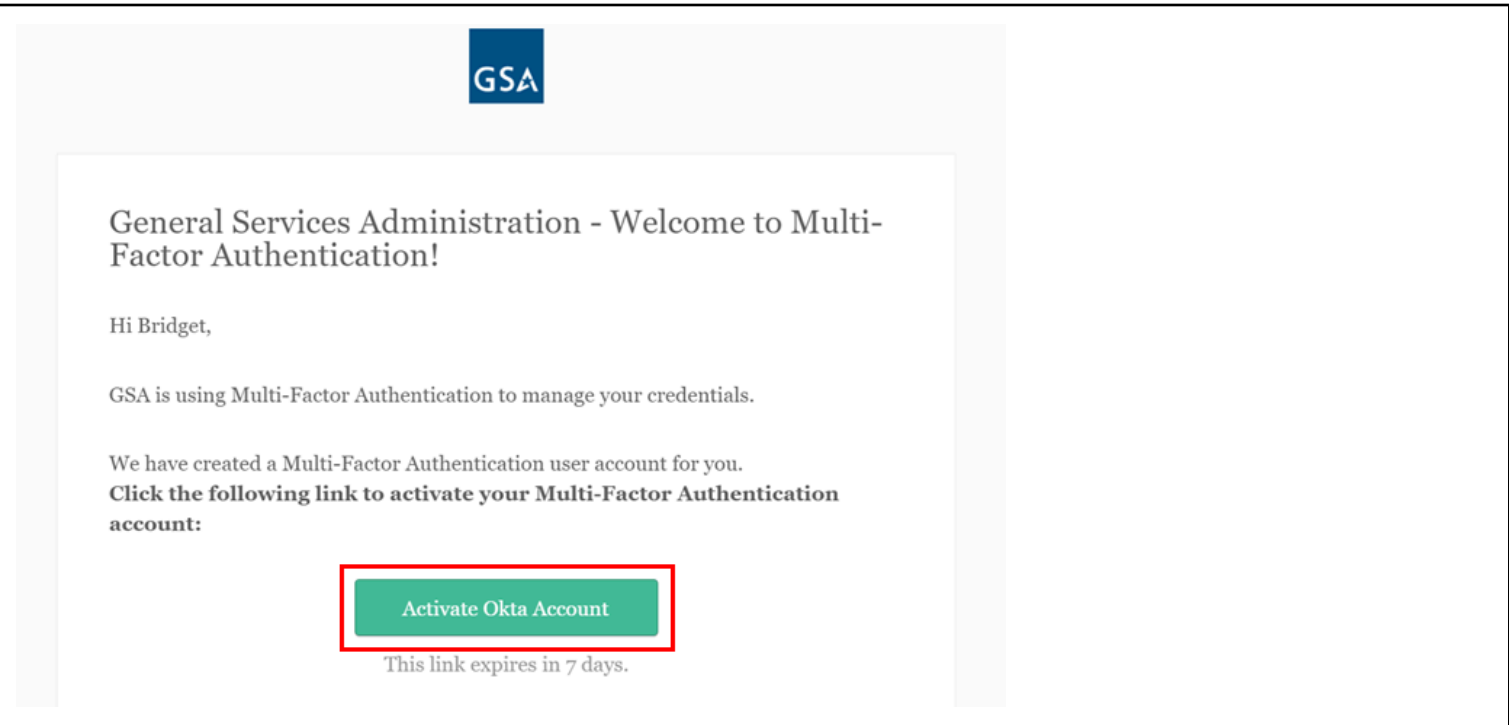 GSA
General Services Administration - Welcome to Multi-
Factor Authentication!
Hi Bridget,
GSA is using Multi-Factor Authentication to manage your credentials.
We have created a Multi-Factor Authentication user account for you.
Click the following link to activate your Multi-Factor Authentication
account:
Activate Okta Account
This link expires in 7 days.